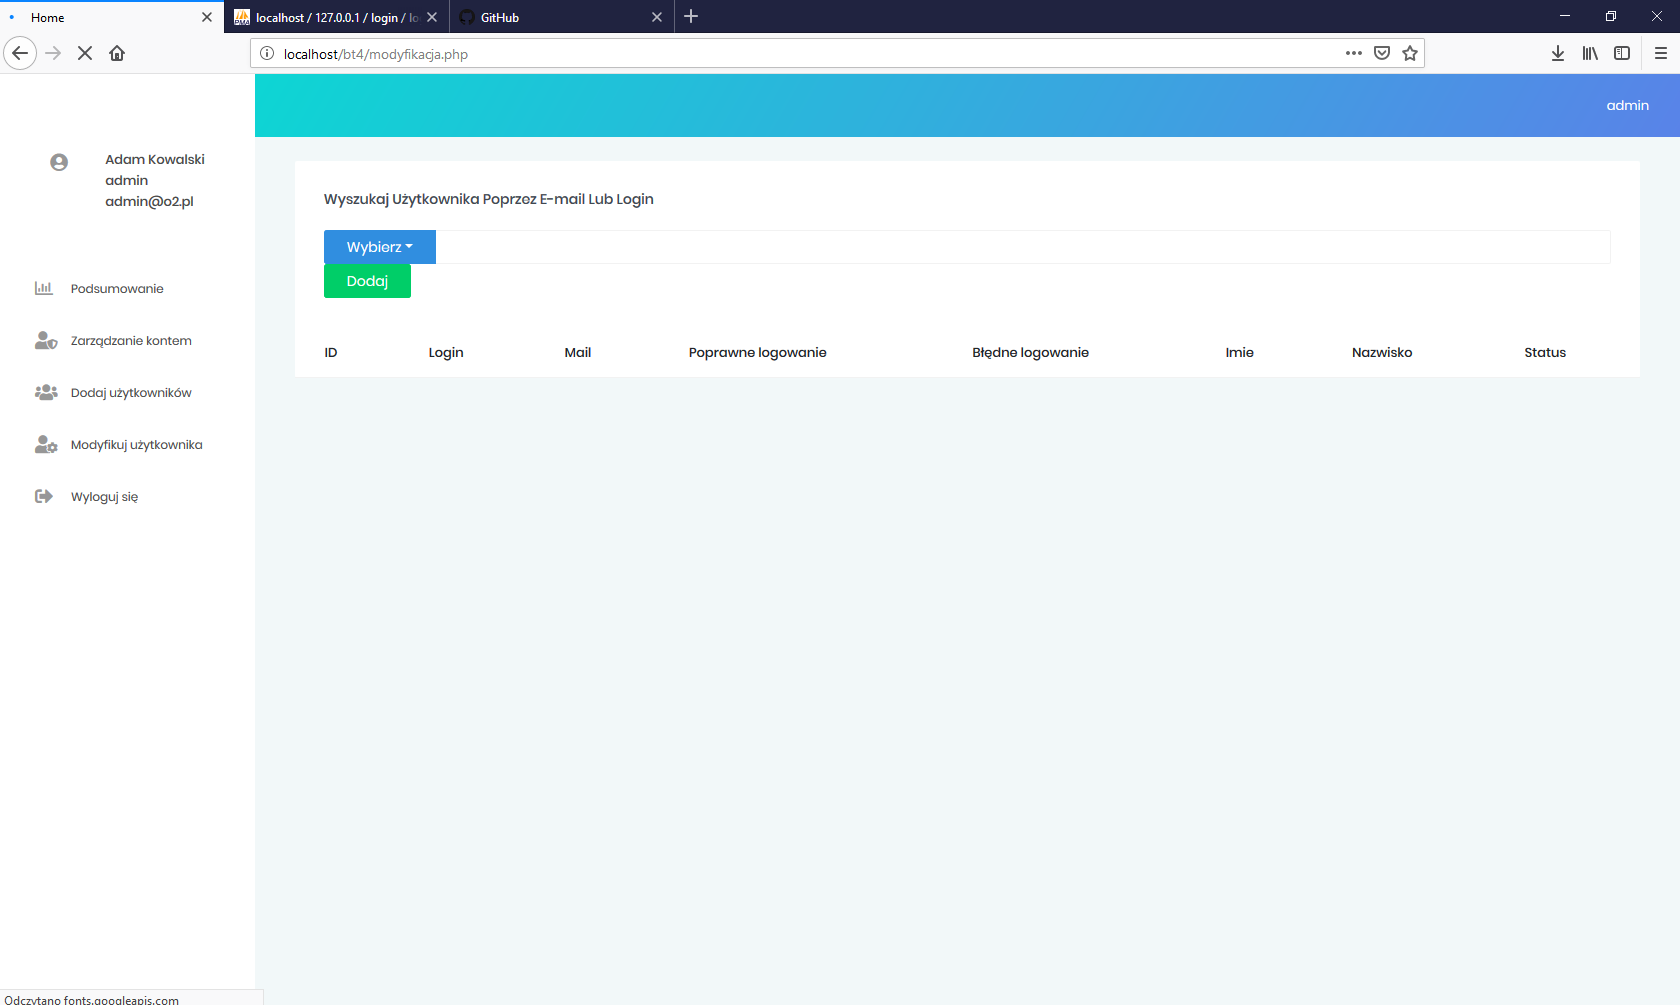 Home
localhost / 127.0.0.1 / login / lo
GitHub
localhost/bt4/modyfikacja.php
admin
Adam Kowalski
admin
admin@o2.pl
Podsumowanie
Zarządzanie kontem
Dodaj użytkowników
Modyfikuj użytkownika
Wyloguj się
Wyszukaj Użytkownika Poprzez E-mail Lub Login
Wybierz
Dodaj
ID Login Mail Poprawne logowanie Błędne logowanie Imie Nazwisko Status
Odczytano fonts.googleapis.com